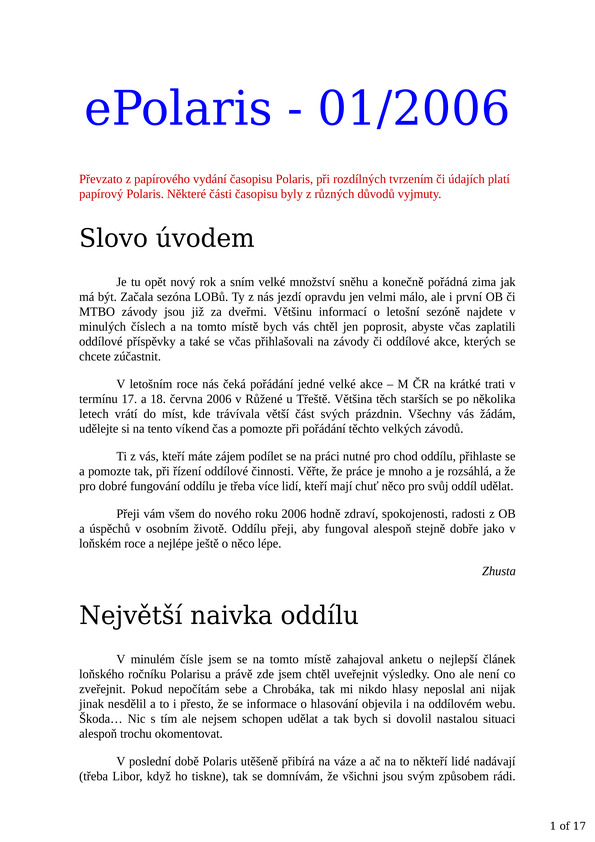 ePolaris - 01/2006
Převzato z papírového vydání časopisu Polaris, při rozdílných tvrzením či údajích platí
papírový Polaris. Některé části časopisu byly z různých důvodů vyjmuty.
Slovo úvodem
Je tu opět nový rok a sním velké množství sněhu a konečně pořádná zima jak
má být. Začala sezóna LOBů. Ty z nás jezdí opravdu jen velmi málo, ale i první OB či
MTBO závody jsou již za dveřmi. Většinu informací o letošní sezóně najdete v
minulých číslech a na tomto místě bych vás chtěl jen poprosit, abyste včas zaplatili
oddílové příspěvky a také se včas přihlašovali na závody či oddílové akce, kterých se
chcete zúčastnit.
V letošním roce nás čeká pořádání jedné velké akce – M ČR na krátké trati v
termínu 17. a 18. června 2006 v Růžené u Třeště. Většina těch starších se po několika
letech vrátí do míst, kde trávívala větší část svých prázdnin. Všechny vás žádám,
udělejte si na tento víkend čas a pomozte při pořádání těchto velkých závodů.
Ti z vás, kteří máte zájem podílet se na práci nutné pro chod oddílu, přihlaste se
a pomozte tak, při řízení oddílové činnosti. Věřte, že práce je mnoho a je rozsáhlá, a že
pro dobré fungování oddílu je třeba více lidí, kteří mají chuť něco pro svůj oddíl udělat.
Přeji vám všem do nového roku 2006 hodně zdraví, spokojenosti, radosti z OB
a úspěchů v osobním životě. Oddílu přeji, aby fungoval alespoň stejně dobře jako v
loňském roce a nejlépe ještě o něco lépe.
Zhusta
Největší naivka oddílu
V minulém čísle jsem se na tomto místě zahajoval anketu o nejlepší článek
loňského ročníku Polarisu a právě zde jsem chtěl uveřejnit výsledky. Ono ale není co
zveřejnit. Pokud nepočítám sebe a Chrobáka, tak mi nikdo hlasy neposlal ani nijak
jinak nesdělil a to i přesto, že se informace o hlasování objevila i na oddílovém webu.
Škoda… Nic s tím ale nejsem schopen udělat a tak bych si dovolil nastalou situaci
alespoň trochu okomentovat.
V poslední době Polaris utěšeně přibírá na váze a ač na to někteří lidé nadávají
(třeba Libor, když ho tiskne), tak se domnívám, že všichni jsou svým způsobem rádi.
1 of 17